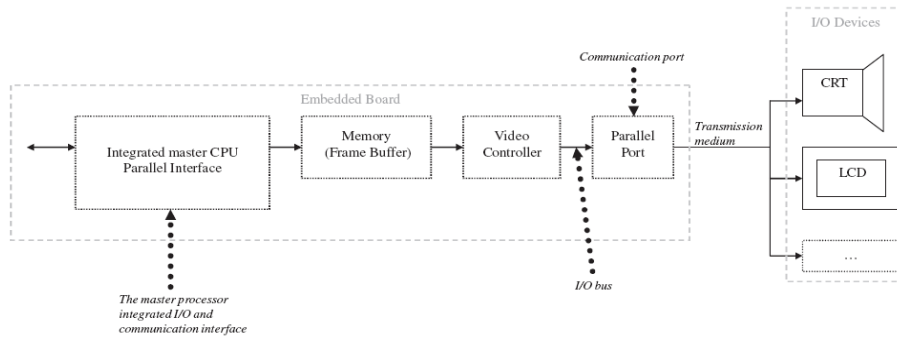 I/O Devices
Communication port
CRT
Embedded Board
Integrated master CPU
Parallel Interface
Memory
(Frame Buffer)
Video
Controller
Parallel
Port
Transmission
medium
LCD
...
I/O bus
The master processor
integrated I/O and
communication interface